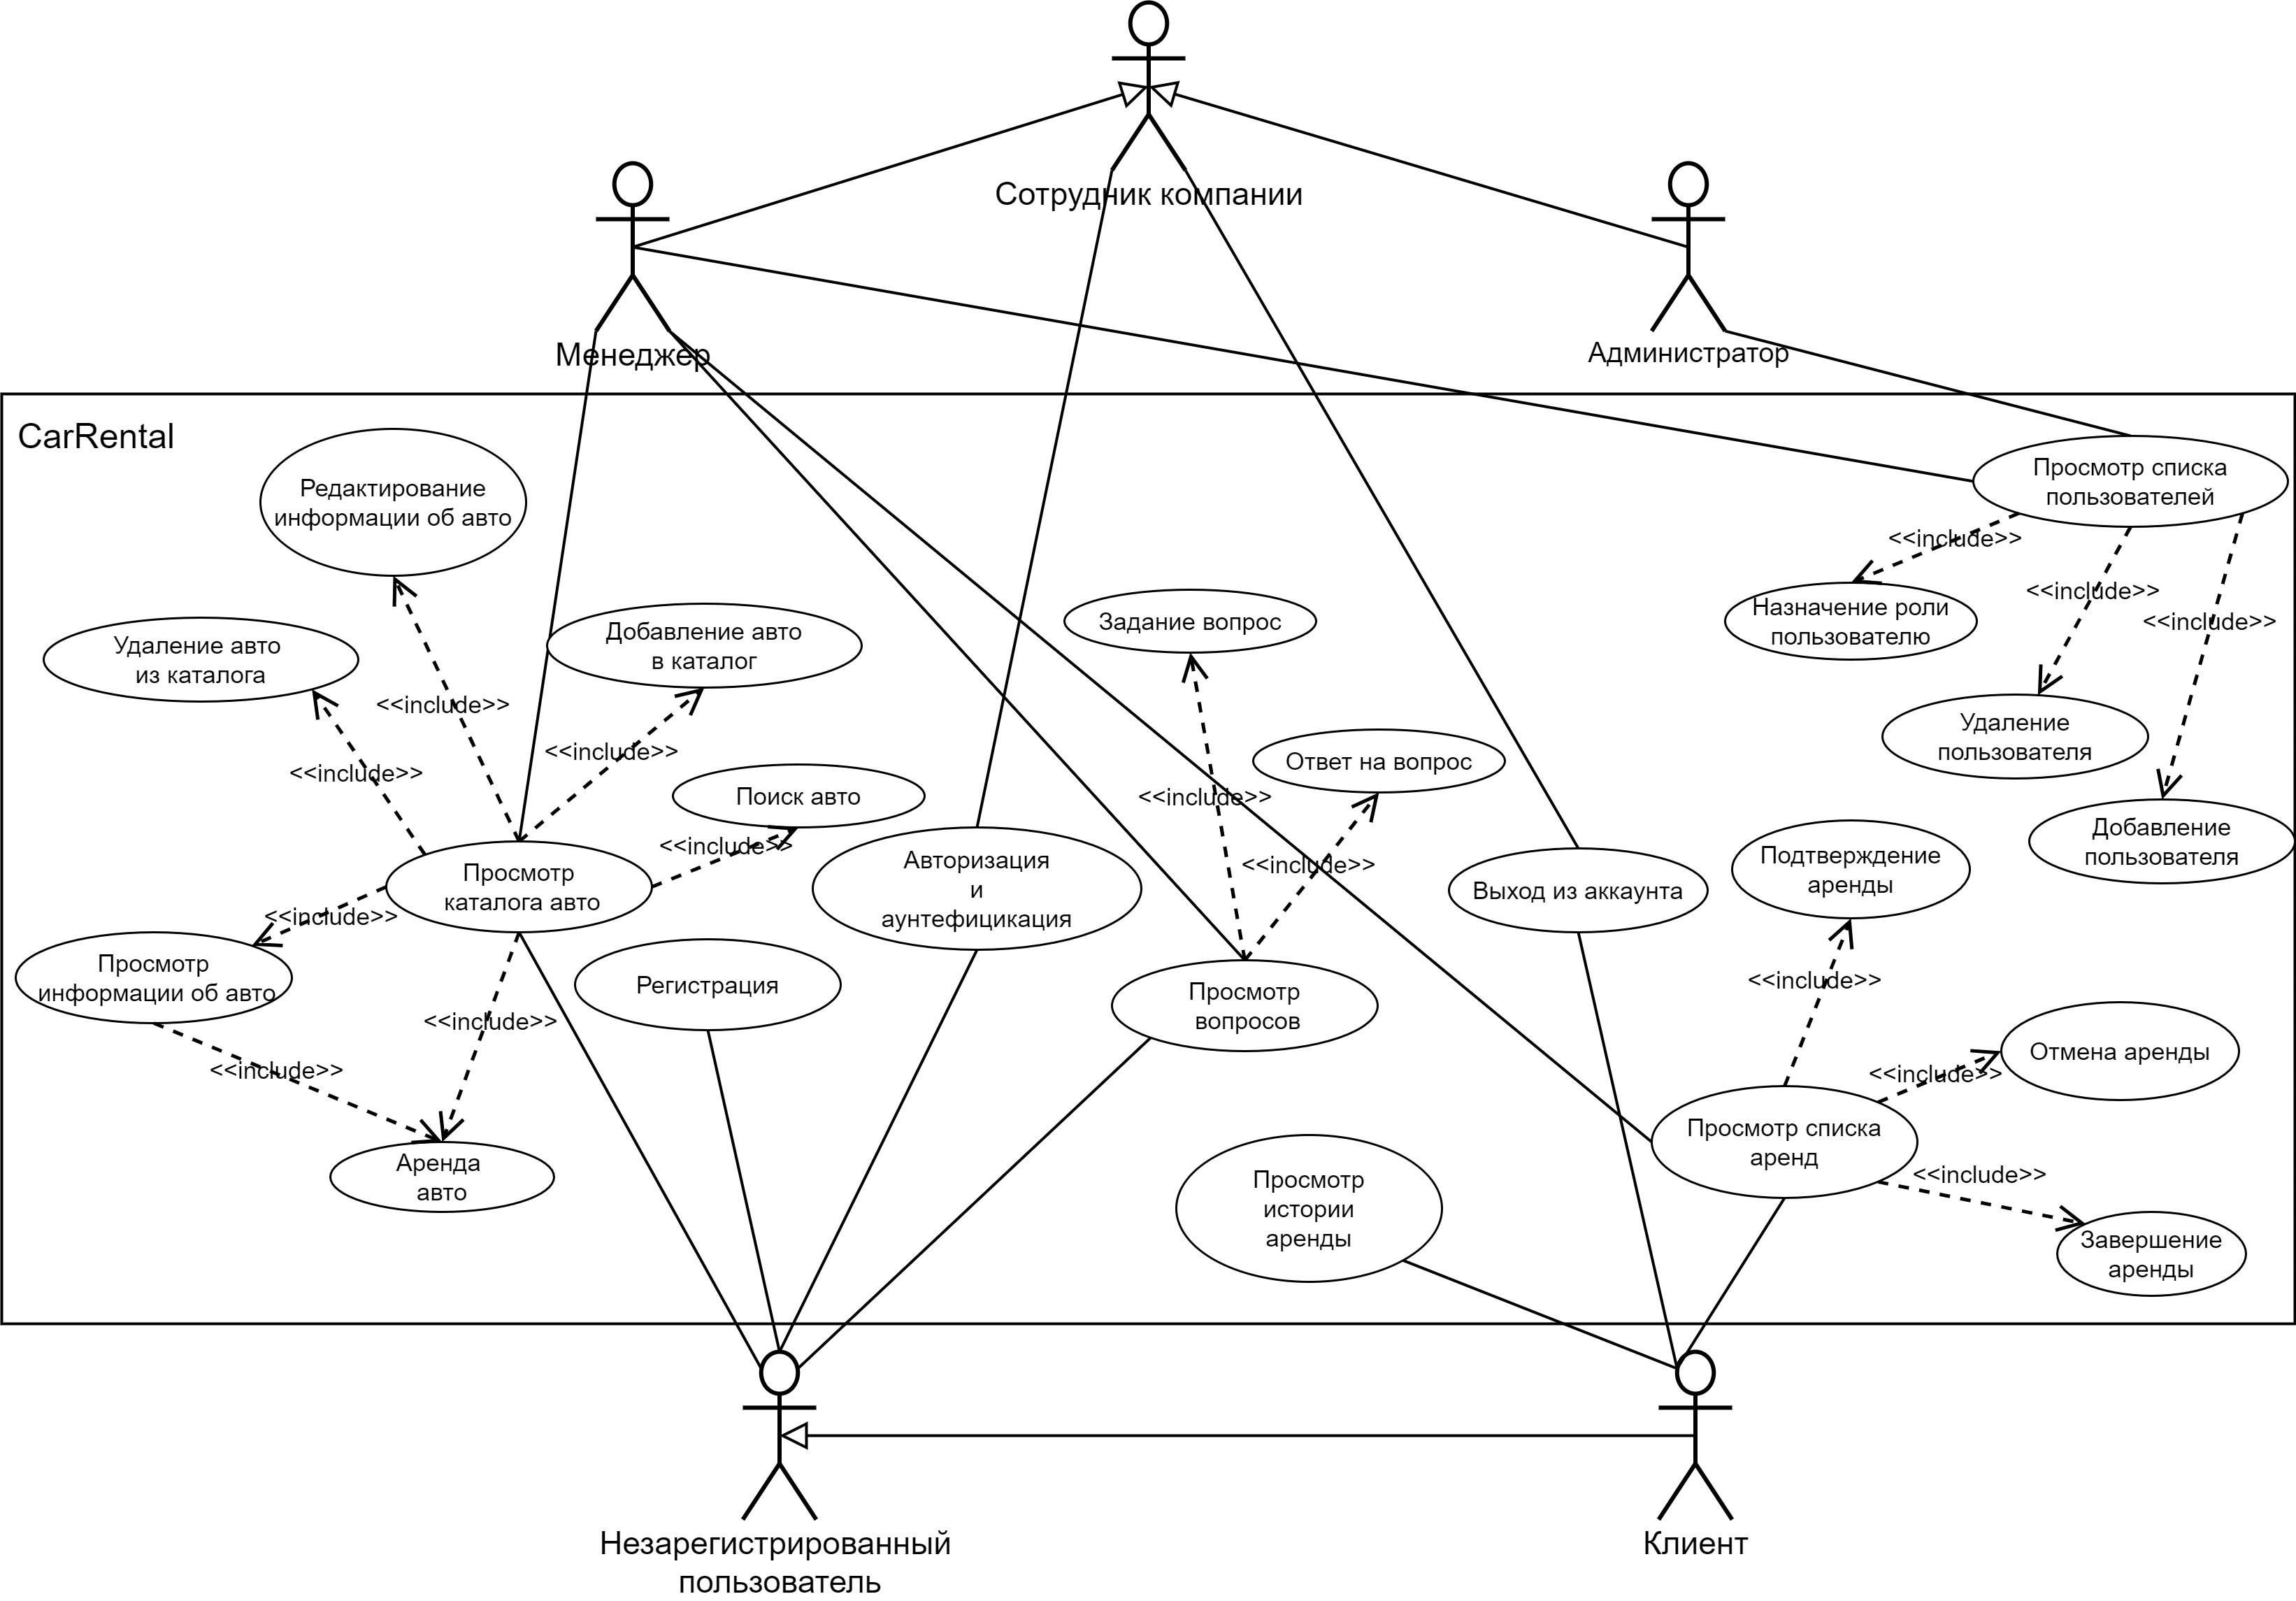 Сотрудник компании
Менеджер
Администратор
CarRental
Редактирование
информации об авто
Просмотр списка
пользователей
<<include>>
<<include>>
<<include>>
Назначение роли
пользователю
Задание вопрос
Удаление авто
из каталога
Добавление авто
в каталог
<<include>>
<<include>>
<<include>>
Удаление
пользователя
Ответ на вопрос
Поиск авто
<<include>>
<<include>>
<<include>>
Добавление
пользователя
Просмотр
каталога авто
Авторизация
и
аунтефицикация
Выход из аккаунта
Подтверждение
аренды
<<include>>
Просмотр
информации об авто
Регистрация
<<include>>
Просмотр
вопросов
<<include>>
<<include>>
Отмена аренды
<<include>>
<<include>>
Просмотр списка
аренд
Аренда
авто
Просмотр
истории
аренды
<<include>>
Завершение
аренды
Незарегистрированный
пользователь
Клиент